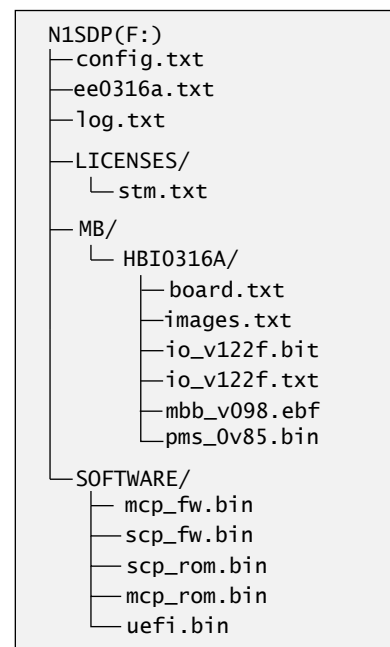 N1SDP(F:)
config.txt
ee0316a.txt
log.txt
LICENSES/
stm.txt
MB/
HBI0316A/
board.txt
images.txt
io_v122f.bit
io_v122f.txt
mbb_v098.ebf
pms_0v85.bin
SOFTWARE/
mcp_fw.bin
scp_fw.bin
scp_rom.bin
mcp_rom.bin
uefi.bin